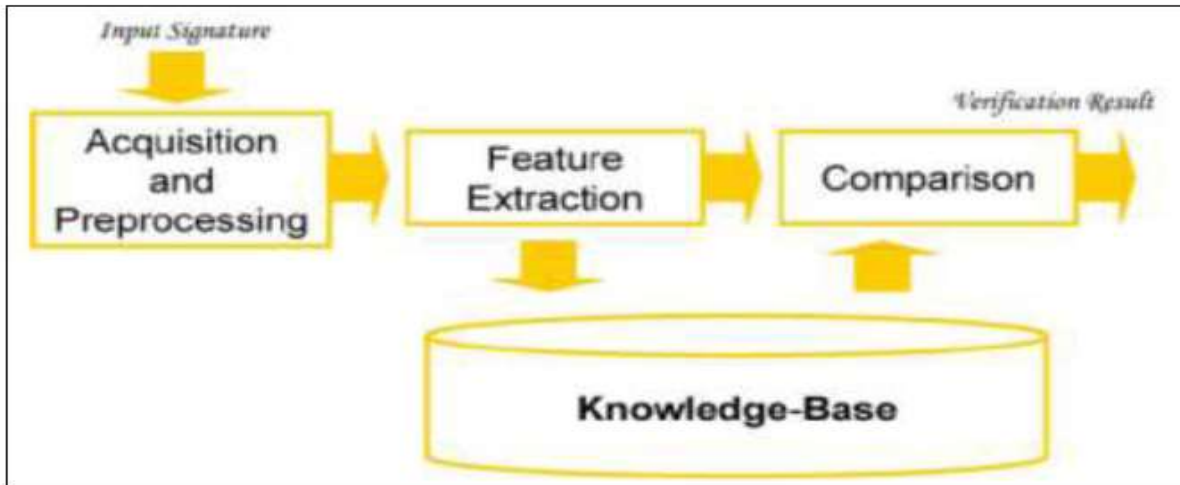 Input Signature
Acquisition
and
Preprocessing
Feature
Extraction
Comparison
Verification Result
Knowledge-Base